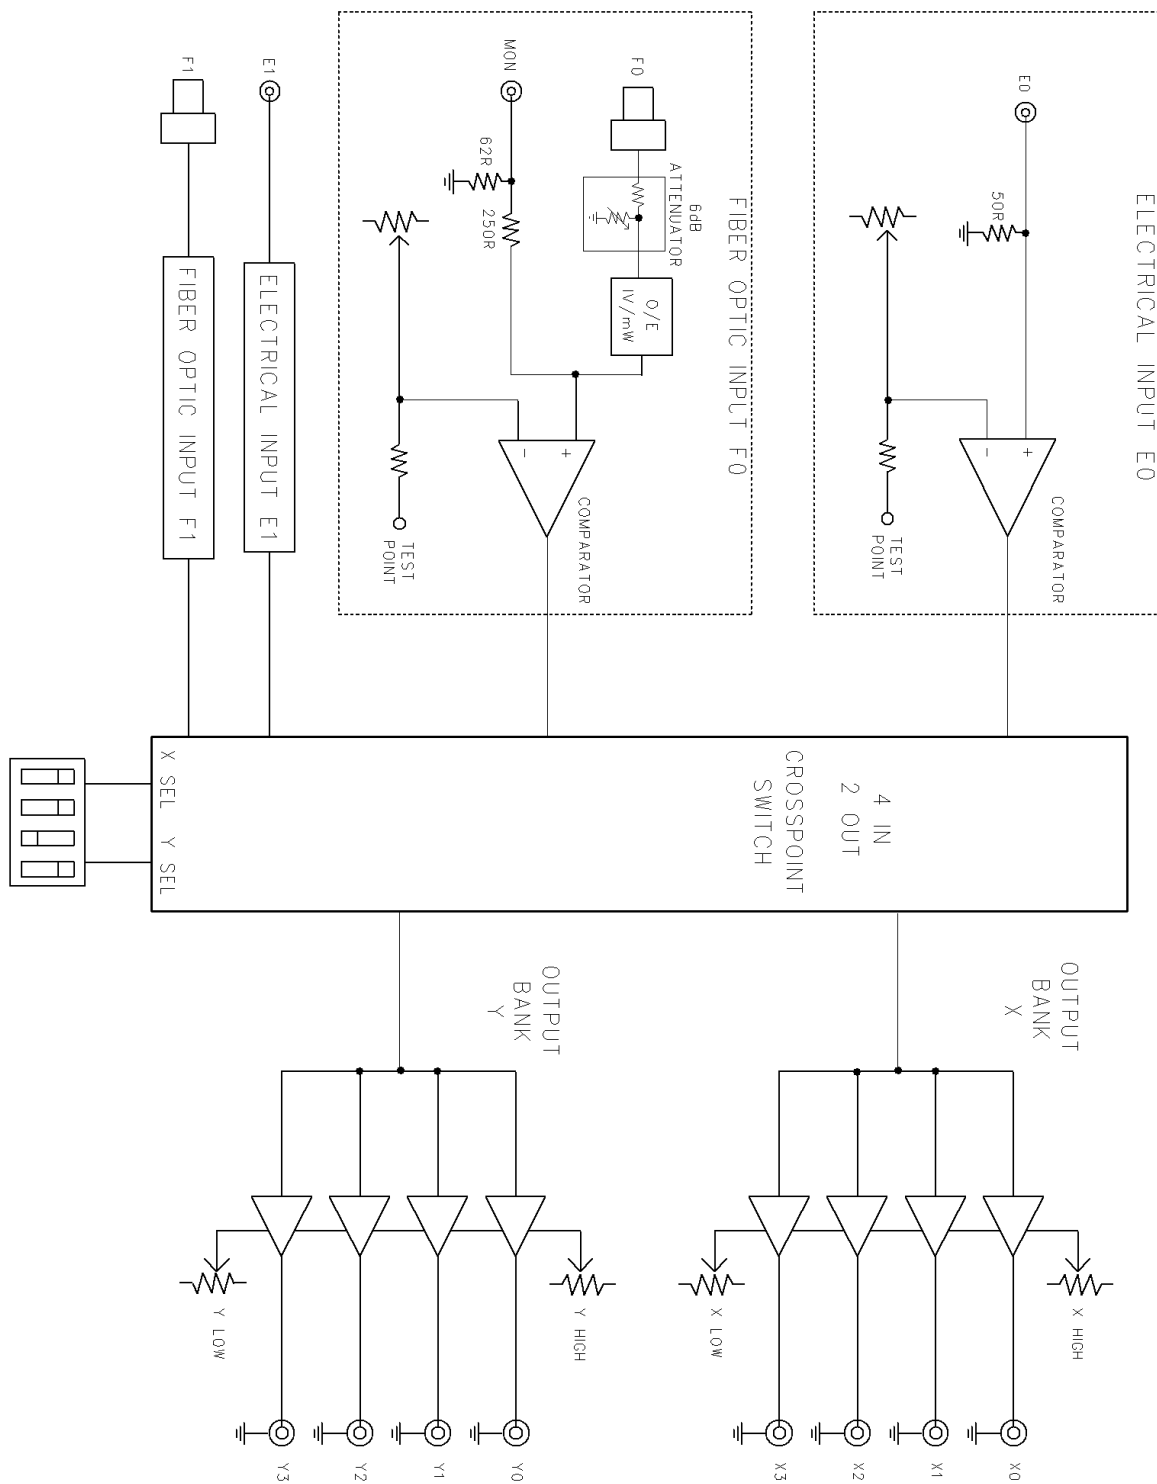 ELECTRICAL INPUT E0
E0
50R
COMPARATOR
+
-
TEST
POINT
FIBER OPTIC INPUT F0
F0
6dB
ATTENUATOR
O/E
1V/mW
MON
62R
250R
COMPARATOR
+
-
TEST
POINT
E1
ELECTRICAL INPUT E1
F1
FIBER OPTIC INPUT F1
4 IN
2 OUT
CROSSPOINT
SWITCH
X SEL
Y SEL
OUTPUT
BANK
X
X HIGH
X LOW
X0
X1
X2
X3
OUTPUT
BANK
Y
Y HIGH
Y LOW
Y0
Y1
Y2
Y3